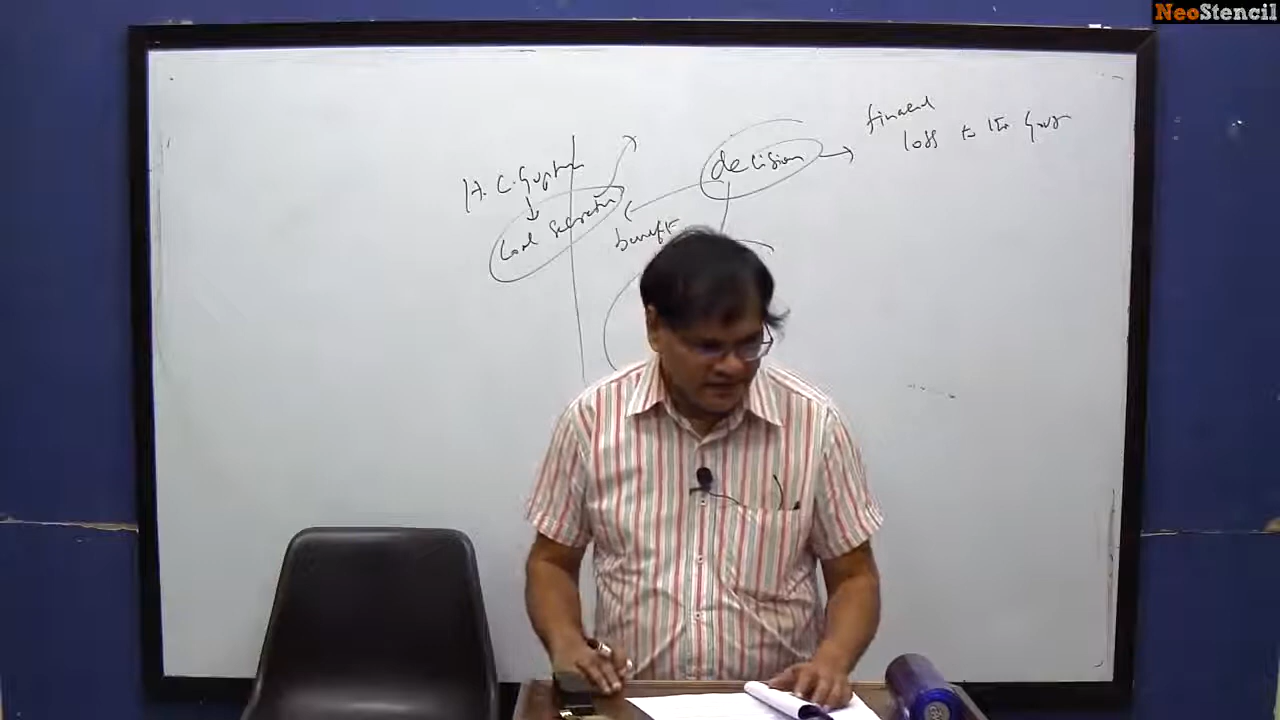 NeoStencil
H. C. Gupta
Coal Secretary
decision
benefit
financial
loss to the Govt